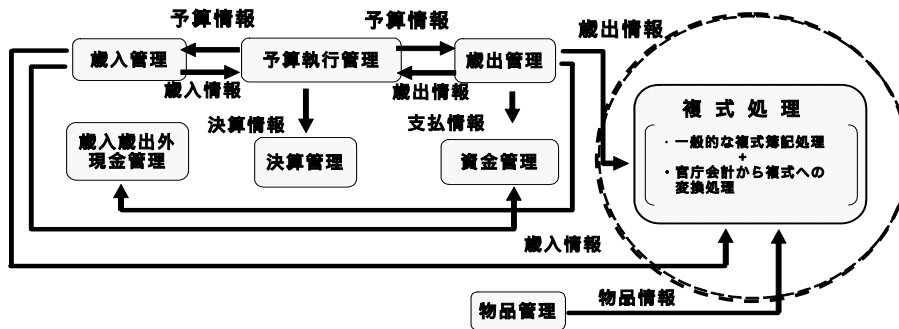 予算情報
予算情報
歳出情報
歳入管理
予算執行管理
歳出管理
歳入情報
歳出情報
複式処理
・一般的な複式簿記処理
+
・官庁会計から複式への
変換処理
決算情報
支払情報
歳入歳出外
現金管理
決算管理
資金管理
歳入情報
物品管理
物品情報